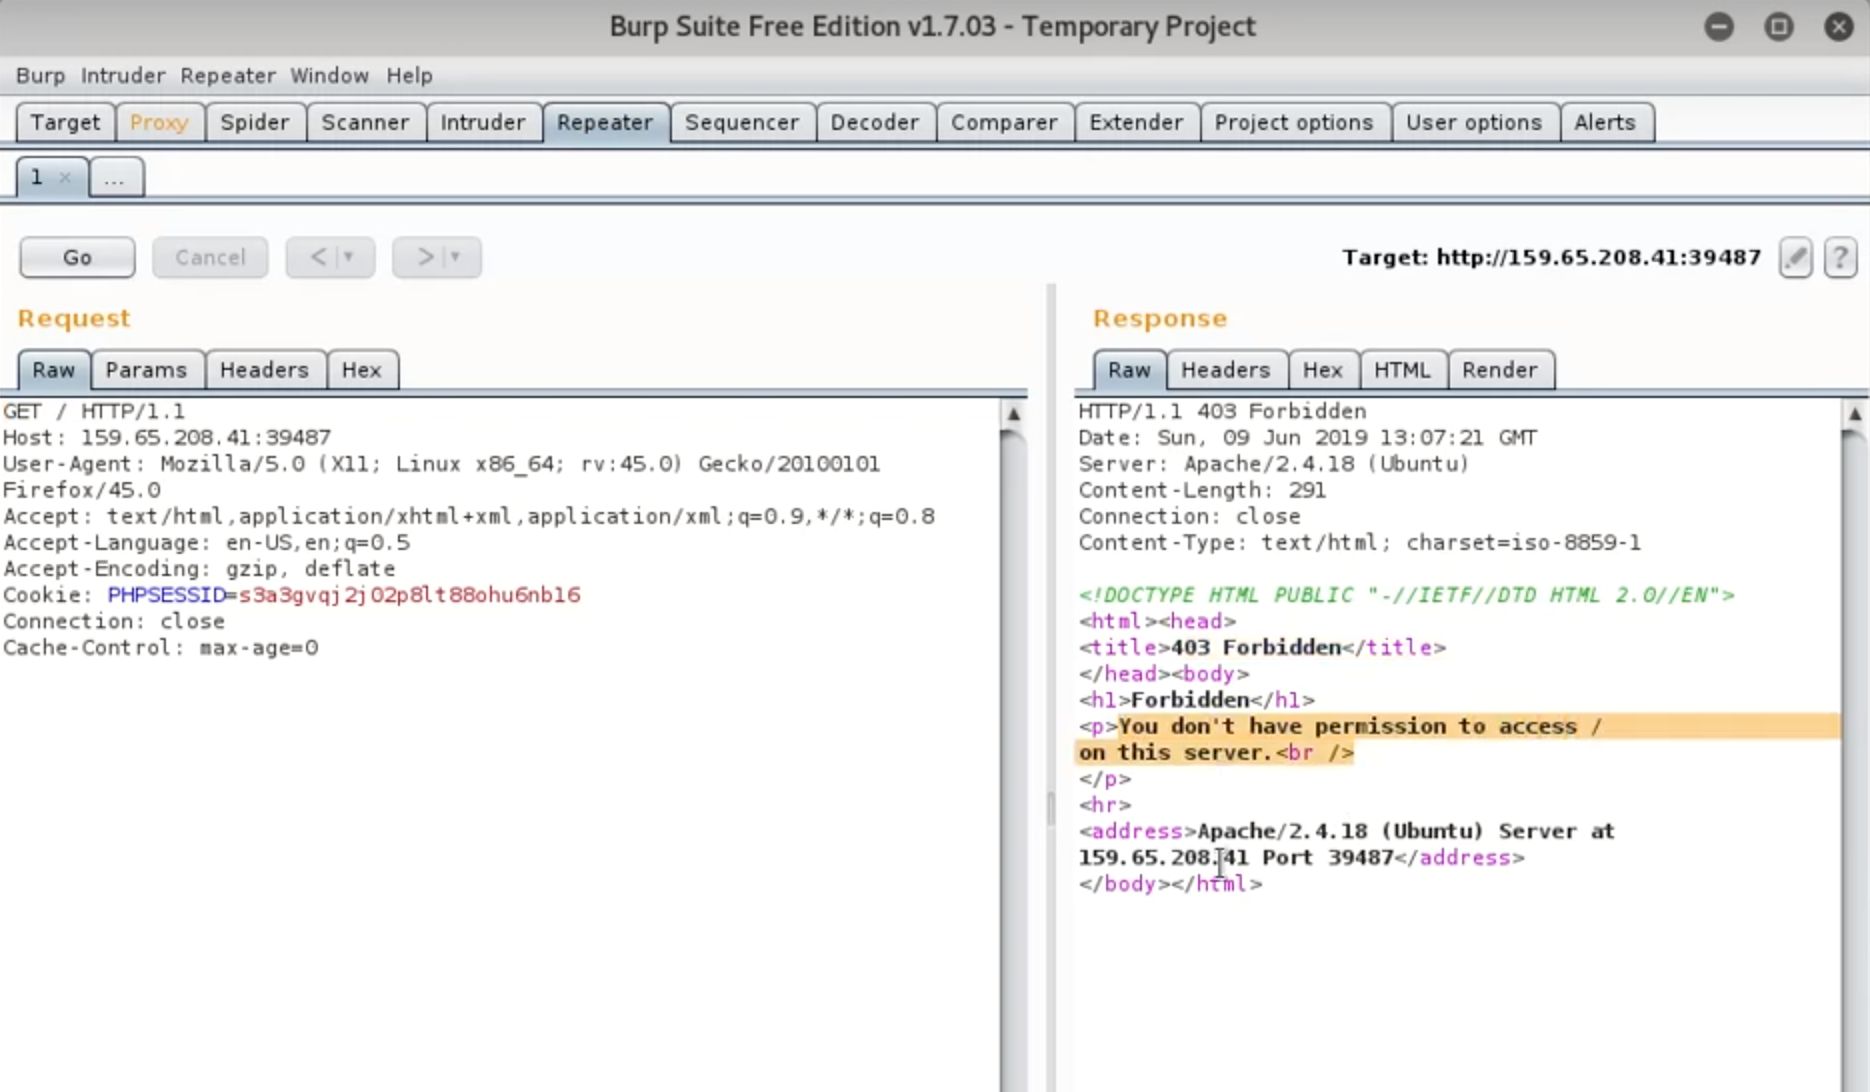 Burp Suite Free Edition v1.7.03 - Temporary Project
Burp Intruder Repeater Window Help
Target Proxy Spider Scanner Intruder Repeater Sequencer Decoder Comparer Extender Project options User options Alerts
1 × ...
Go Cancel < > Target: http://159.65.208.41:39487 ?
Request
Raw Params Headers Hex
GET / HTTP/1.1
Host: 159.65.208.41:39487
User-Agent: Mozilla/5.0 (X11; Linux x86_64; rv:45.0) Gecko/20100101
Firefox/45.0
Accept: text/html,application/xhtml+xml,application/xml;q=0.9,*/*;q=0.8
Accept-Language: en-US,en;q=0.5
Accept-Encoding: gzip, deflate
Cookie: PHPSESSID=s3a3gvqj2j02p8lt88ohu6nb16
Connection: close
Cache-Control: max-age=0
Response
Raw Headers Hex HTML Render
HTTP/1.1 403 Forbidden
Date: Sun, 09 Jun 2019 13:07:21 GMT
Server: Apache/2.4.18 (Ubuntu)
Content-Length: 291
Connection: close
Content-Type: text/html; charset=iso-8859-1
<!DOCTYPE HTML PUBLIC "-//IETF//DTD HTML 2.0//EN">
<html><head>
<title>403 Forbidden</title>
</head><body>
<h1>Forbidden</h1>
<p>You don't have permission to access /
on this server.<br />
</p>
<hr>
<address>Apache/2.4.18 (Ubuntu) Server at
159.65.208.41 Port 39487</address>
</body></html>